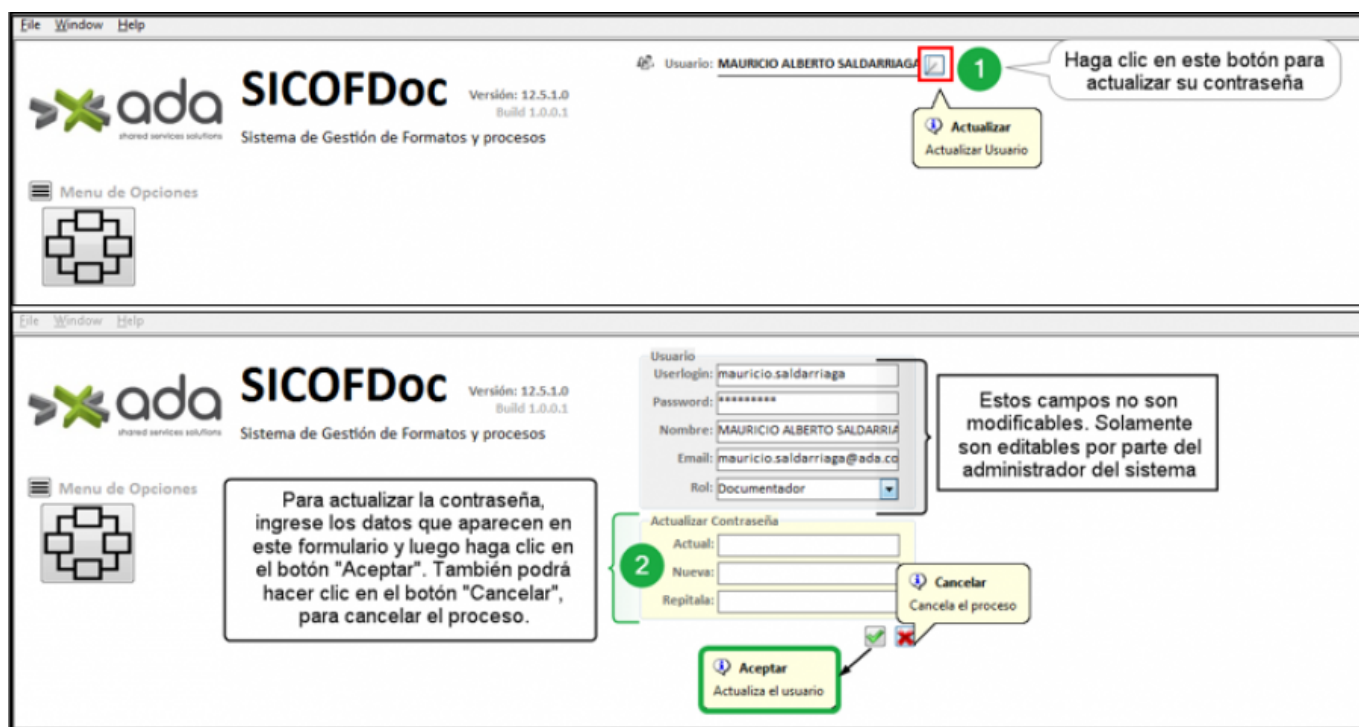 File Window Help
Usuario: MAURICIO ALBERTO SALDARRIAGA
1
Haga clic en este botón para
actualizar su contraseña
ada
shared services solutions
SICOFDoc
Versión: 12.5.1.0
Build 1.0.0.1
Sistema de Gestión de Formatos y procesos
Actualizar
Actualizar Usuario
Menu de Opciones
File Window Help
ada
shared services solutions
SICOFDoc
Versión: 12.5.1.0
Build 1.0.0.1
Sistema de Gestión de Formatos y procesos
Usuario
Userlogin: mauricio.saldarriaga
Password: *********
Nombre: MAURICIO ALBERTO SALDARRIA
Email: mauricio.saldarriaga@ada.co
Rol: Documentador
Estos campos no son
modificables. Solamente
son editables por parte del
administrador del sistema
Menu de Opciones
Para actualizar la contraseña,
ingrese los datos que aparecen en
este formulario y luego haga clic en
el botón "Aceptar". También podrá
hacer clic en el botón "Cancelar",
para cancelar el proceso.
2
Actualizar Contraseña
Actual:
Nueva:
Repitala:
Cancelar
Cancela el proceso
Aceptar
Actualiza el usuario